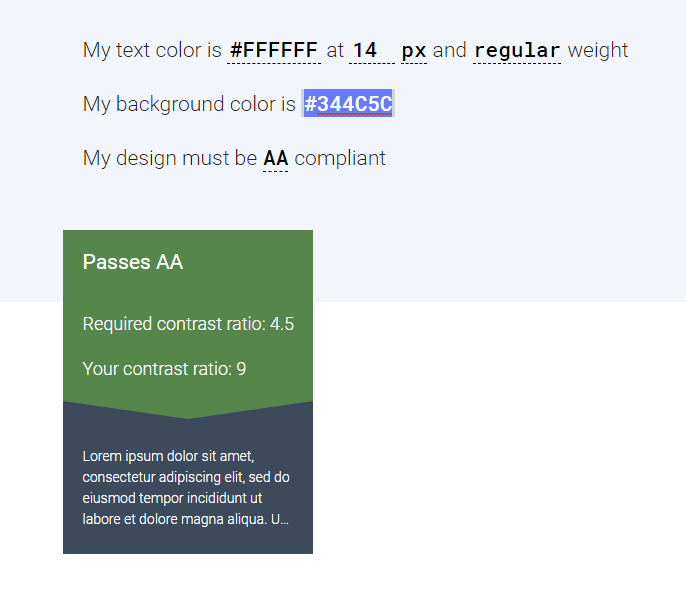 My text color is #FFFFFF at 14 px and regular weight
My background color is #344C5C
My design must be AA compliant
Passes AA
Required contrast ratio: 4.5
Your contrast ratio: 9
Lorem ipsum dolor sit amet,
consectetur adipiscing elit, sed do
eiusmod tempor incididunt ut
labore et dolore magna aliqua. U...